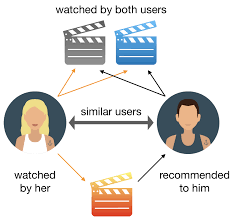 watched by both users
similar users
watched
by her
recommended
to him